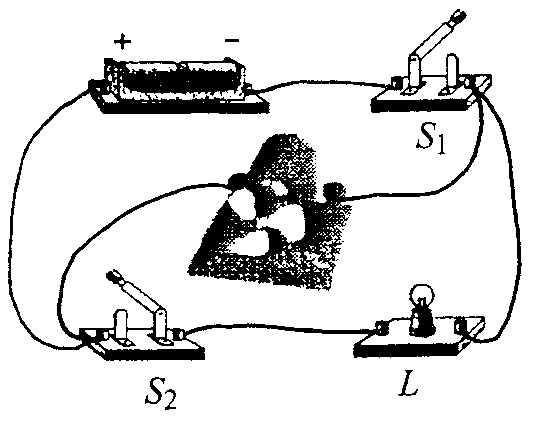 + −
S₁
S₂
L